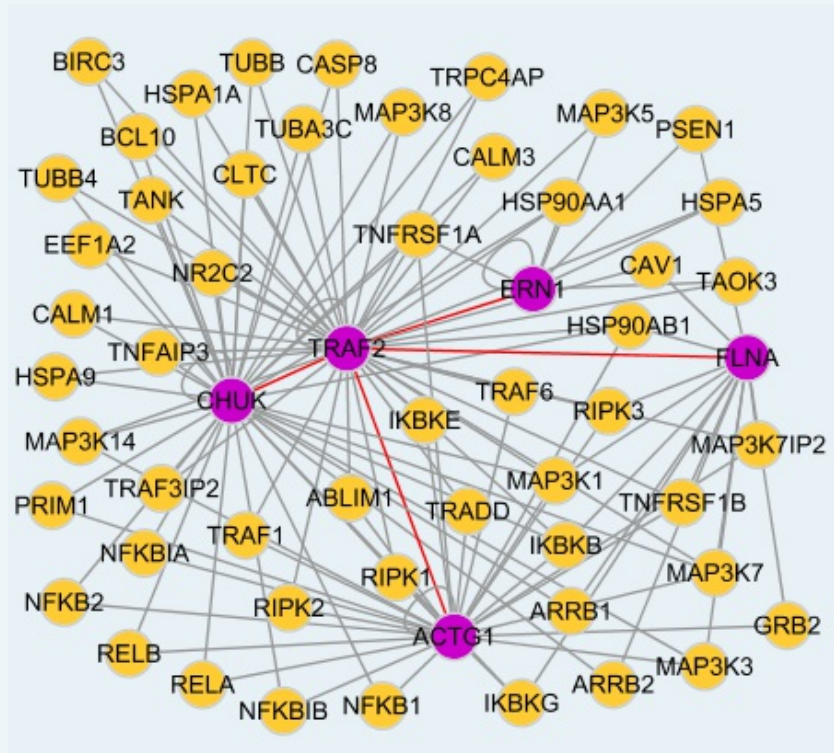 BIRC3
TUBB
CASP8
TRPC4AP
HSPA1A
MAP3K8
MAP3K5
PSEN1
BCL10
TUBA3C
CALM3
TUBB4
CLTC
TANK
HSP90AA1
HSPA5
TNFRSF1A
EEF1A2
NR2C2
CAV1
TAOK3
ERN1
CALM1
HSP90AB1
TNFAIP3
TRAF2
FLNA
HSPA9
CHUK
TRAF6
RIPK3
IKBKE
MAP3K14
MAP3K7IP2
MAP3K1
TRAF3IP2
ABLIM1
TNFRSF1B
PRIM1
TRADD
TRAF1
IKBKB
NFKBIA
RIPK1
MAP3K7
NFKB2
RIPK2
ARRB1
GRB2
ACTG1
RELB
MAP3K3
RELA
ARRB2
NFKBIB
NFKB1
IKBKG